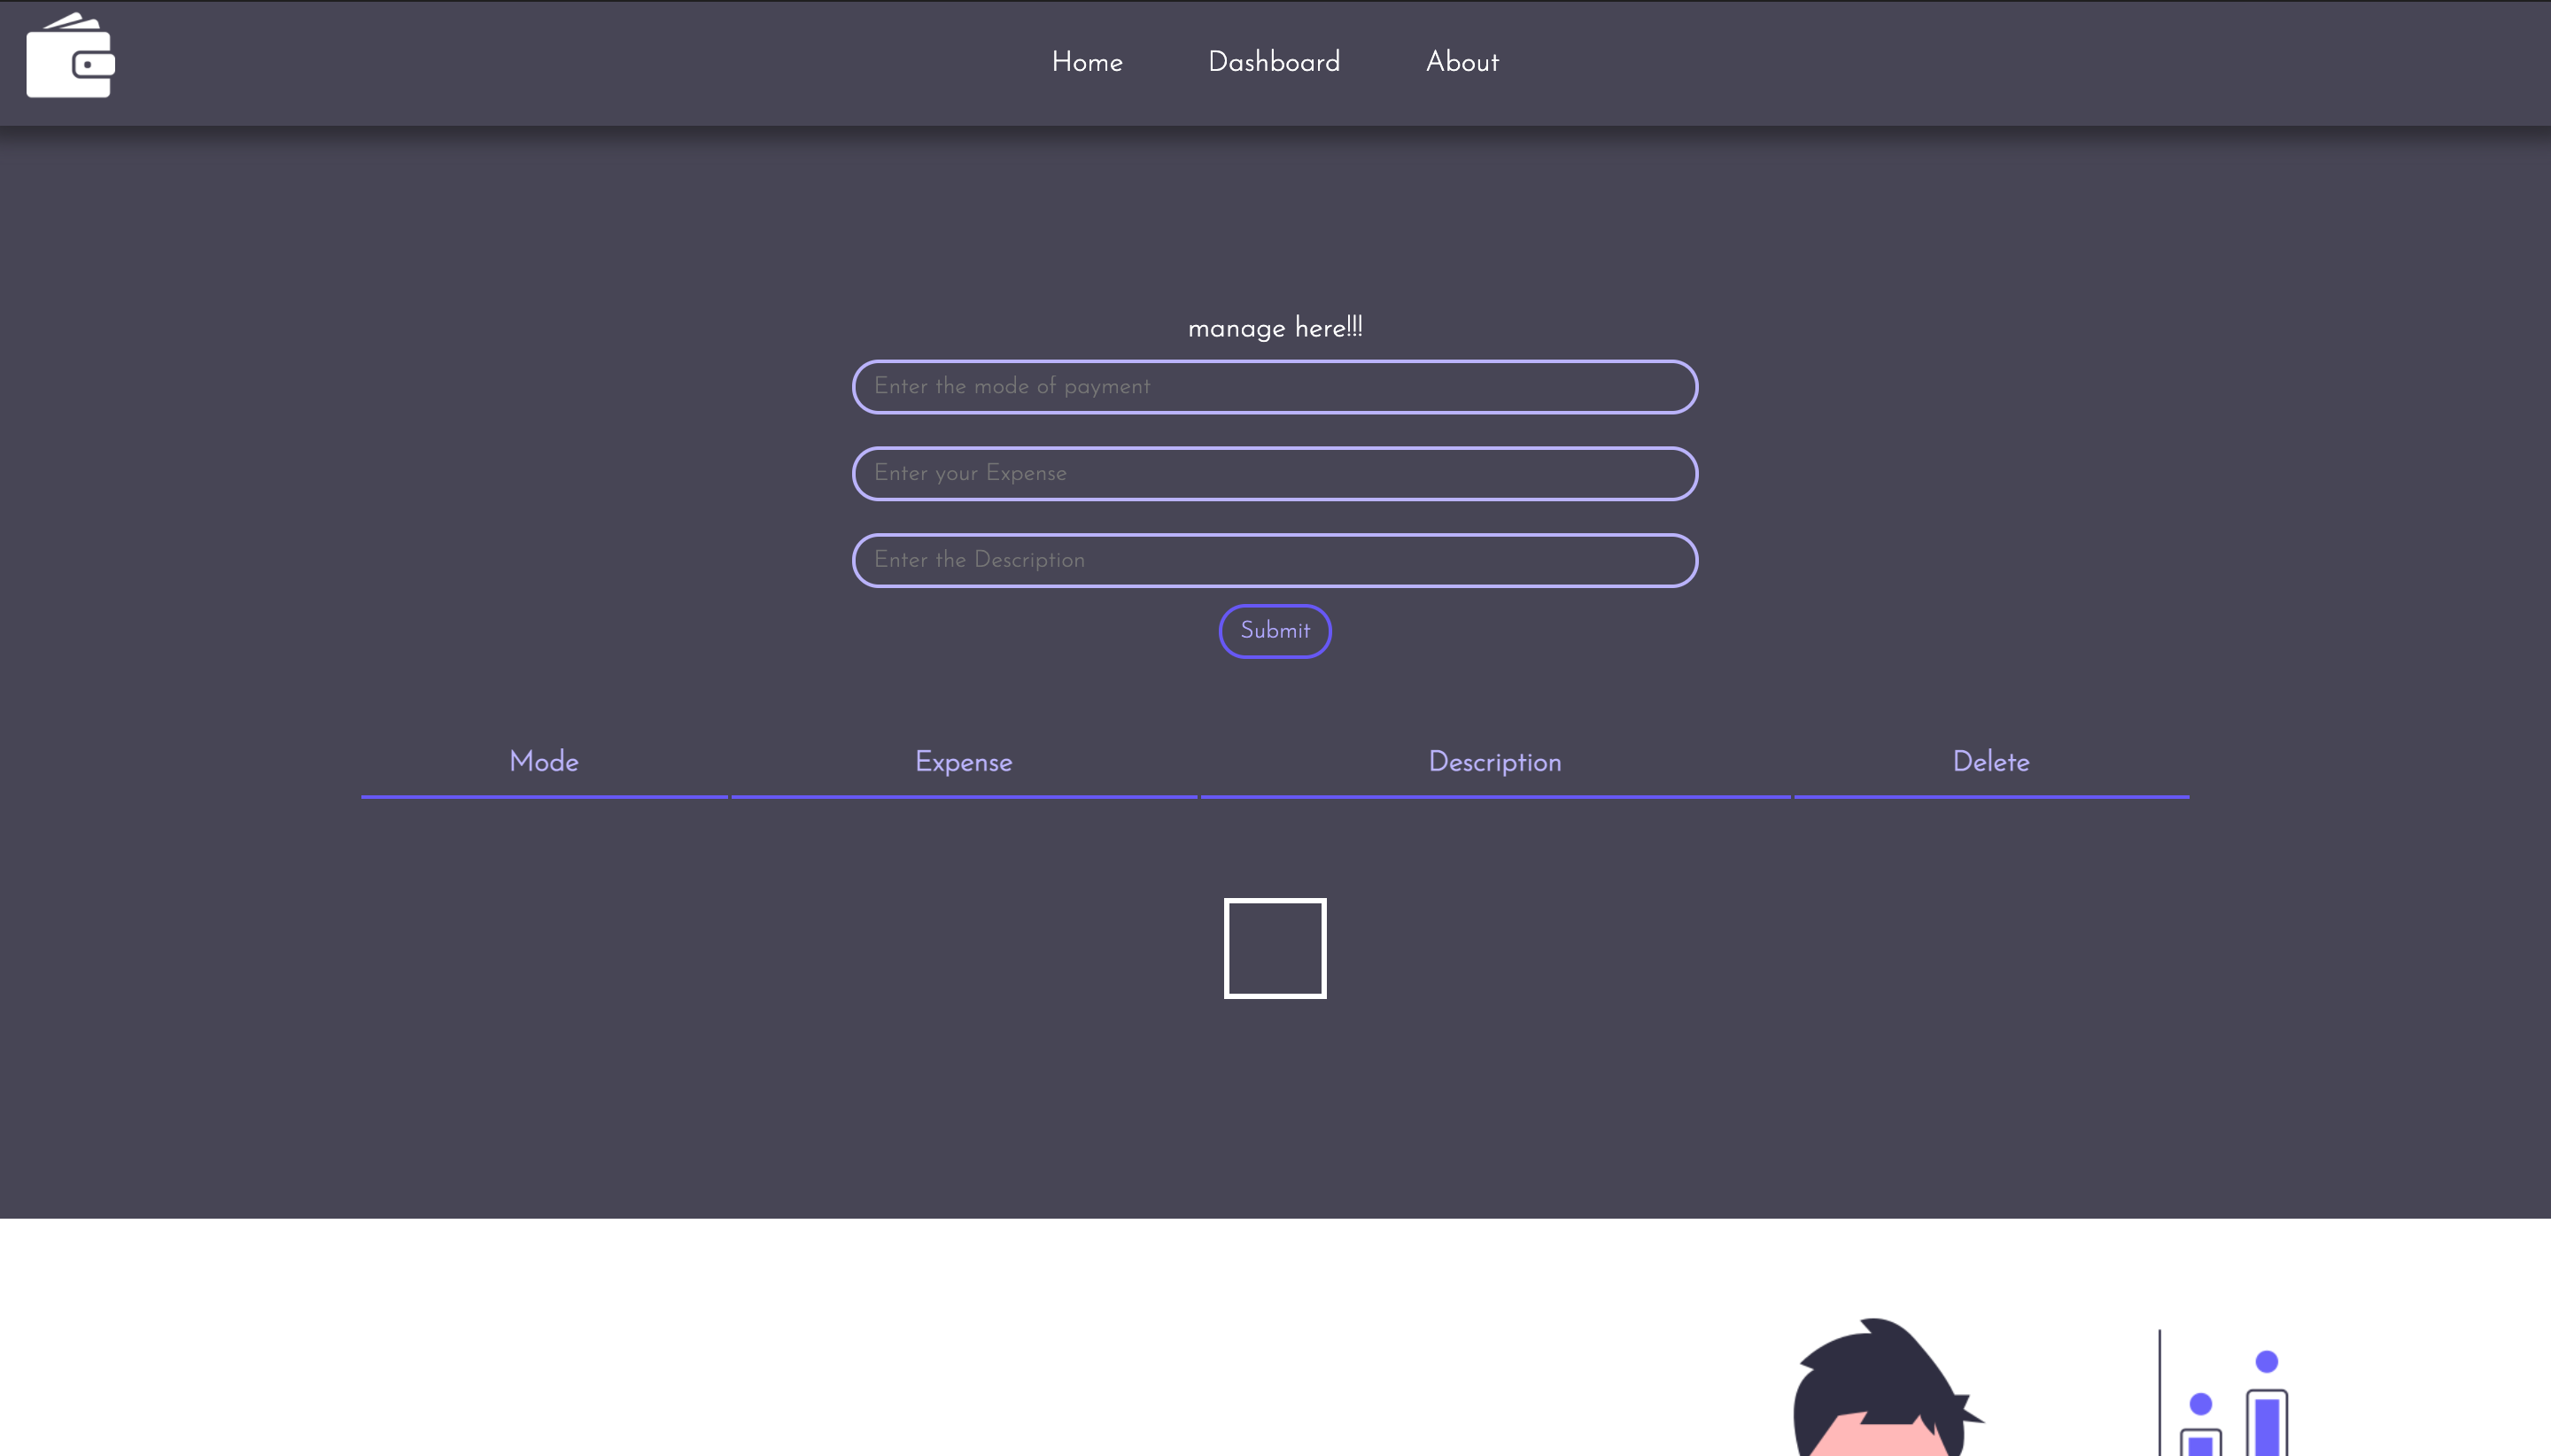 Home Dashboard About
manage here!!!
Enter the mode of payment
Enter your Expense
Enter the Description
Submit
Mode Expense Description Delete